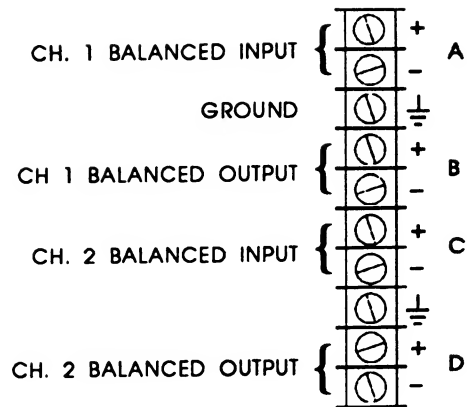 CH. 1 BALANCED INPUT { + A
-
GROUND
CH 1 BALANCED OUTPUT { + B
-
CH. 2 BALANCED INPUT { + C
-
CH. 2 BALANCED OUTPUT { + D
-